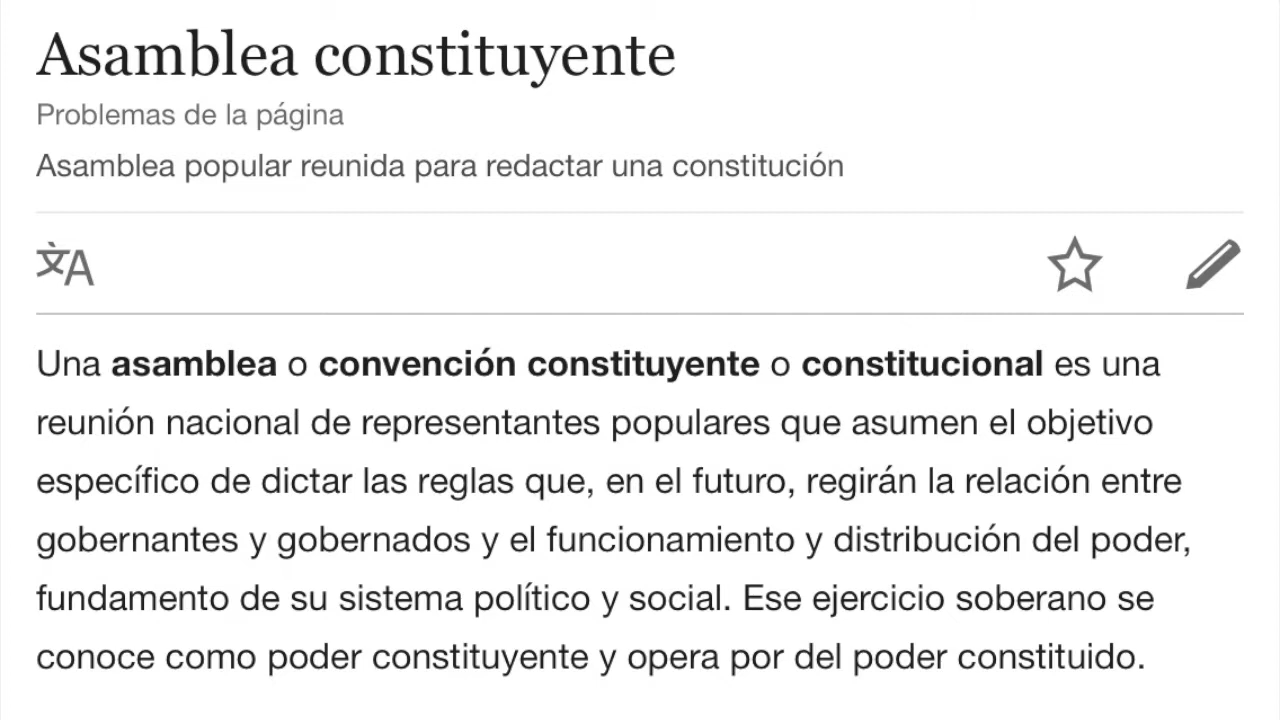 Asamblea constituyente
Problemas de la página
Asamblea popular reunida para redactar una constitución
文A
Una asamblea o convención constituyente o constitucional es una
reunión nacional de representantes populares que asumen el objetivo
específico de dictar las reglas que, en el futuro, regirán la relación entre
gobernantes y gobernados y el funcionamiento y distribución del poder,
fundamento de su sistema político y social. Ese ejercicio soberano se
conoce como poder constituyente y opera por del poder constituido.